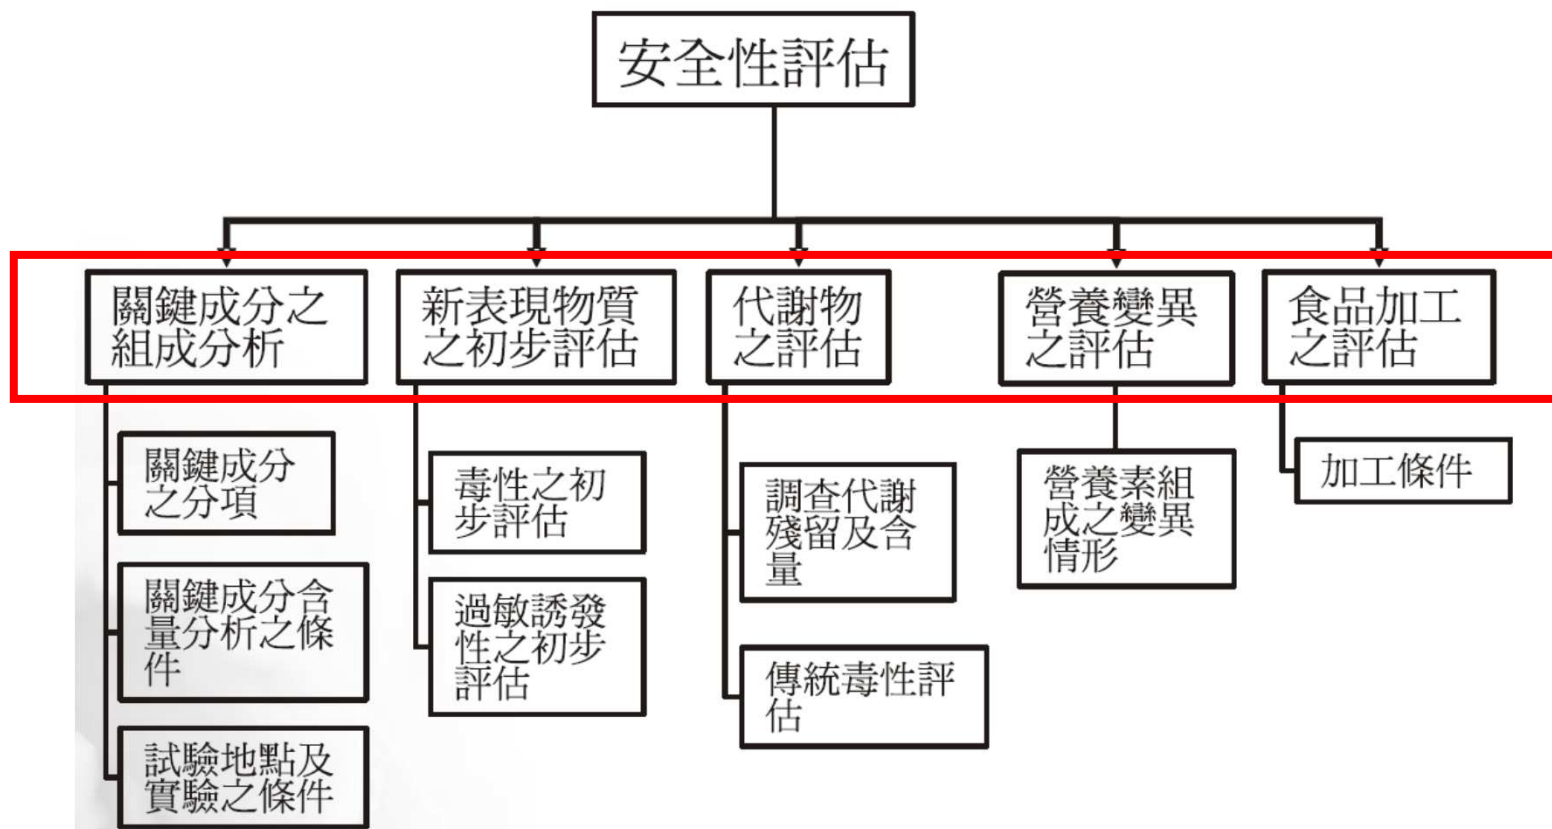 安全性評估
關鍵成分之
組成分析
新表現物質
之初步評估
代謝物
之評估
營養變異
之評估
食品加工
之評估
關鍵成分
之分項
關鍵成分含
量分析之條
件
試驗地點及
實驗之條件
毒性之初
步評估
過敏誘發
性之初步
評估
調查代謝
殘留及含
量
傳統毒性評
估
營養素組
成之變異
情形
加工條件